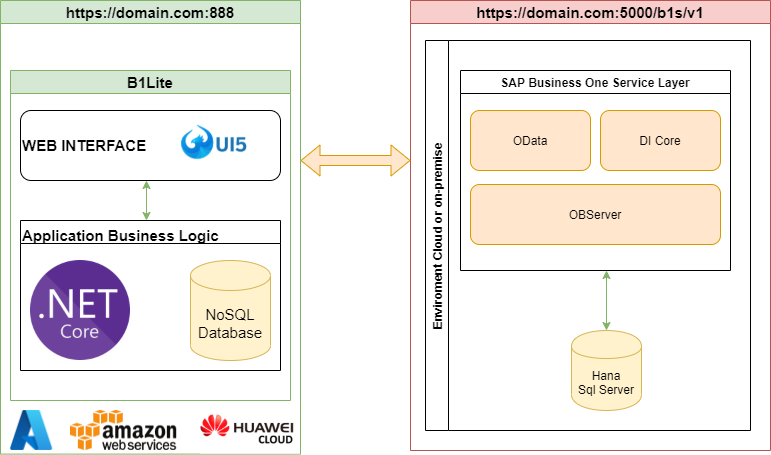 https://domain.com:888
B1Lite
WEB INTERFACE
UI5
Application Business Logic
.NET
Core
NoSQL
Database
amazon
webservices
HUAWEI
CLOUD
https://domain.com:5000/b1s/v1
Enviroment Cloud or on-premise
SAP Business One Service Layer
OData
DI Core
OBServer
Hana
Sql Server